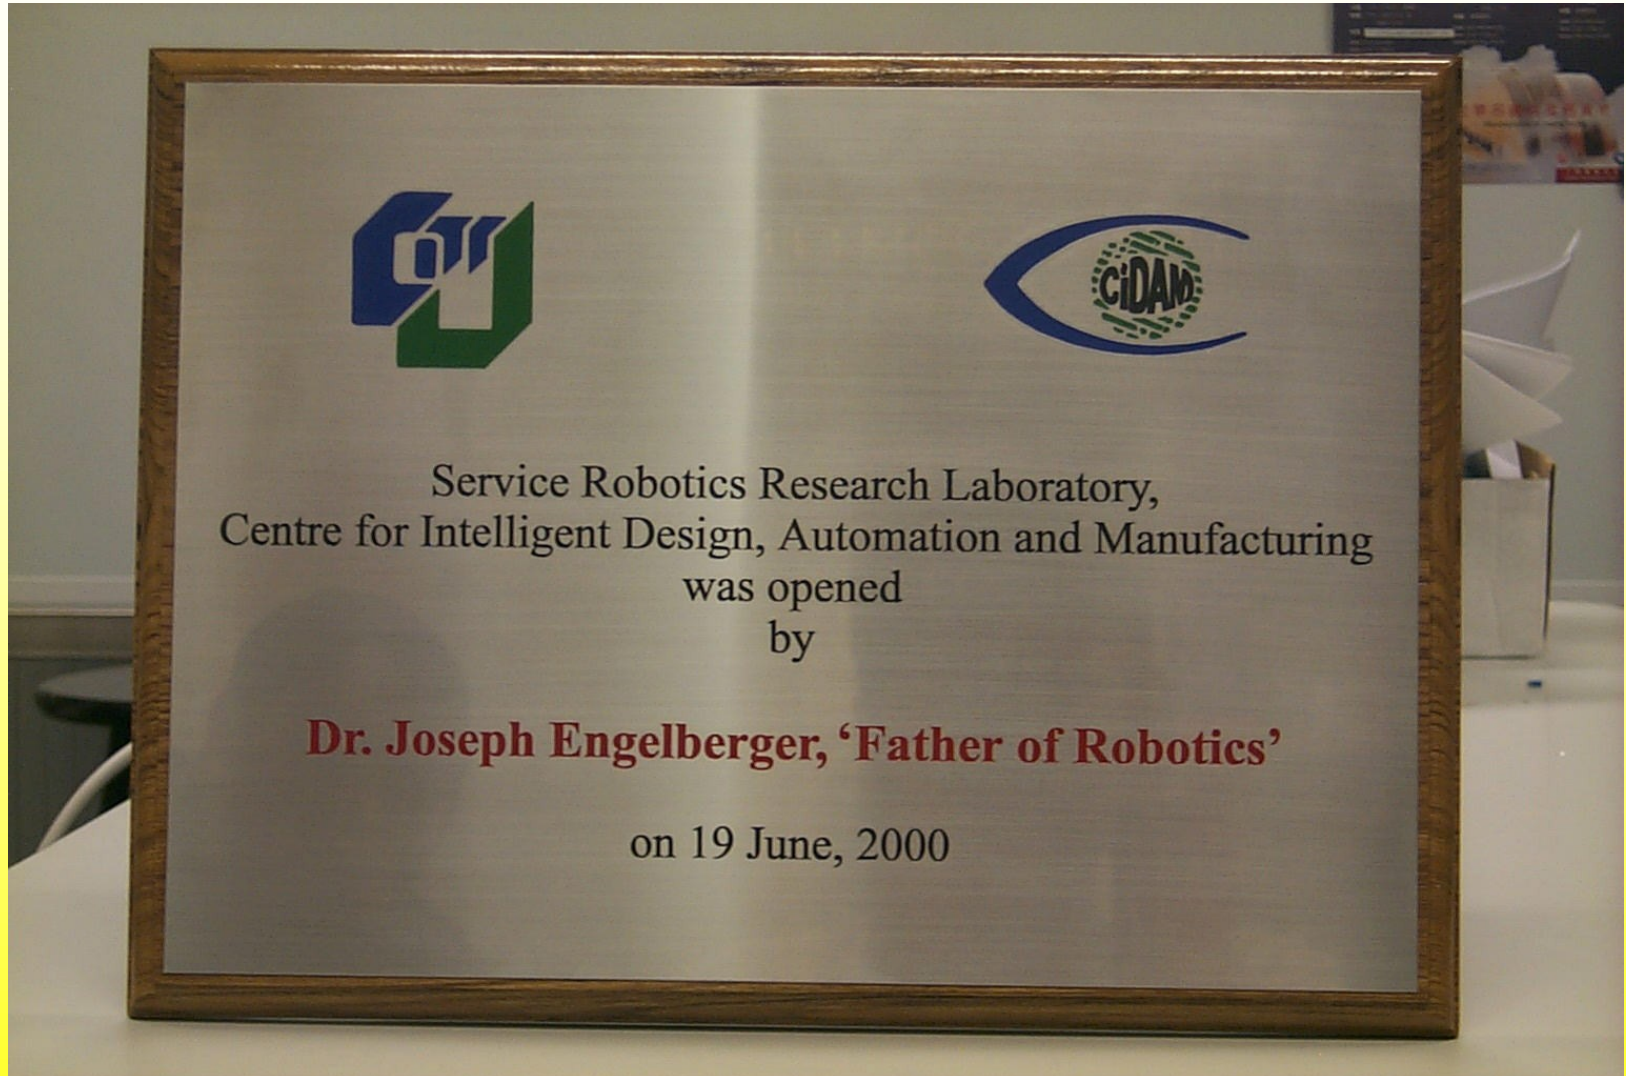 CiDAM
Service Robotics Research Laboratory,
Centre for Intelligent Design, Automation and Manufacturing
was opened
by
Dr. Joseph Engelberger, ‘Father of Robotics’
on 19 June, 2000